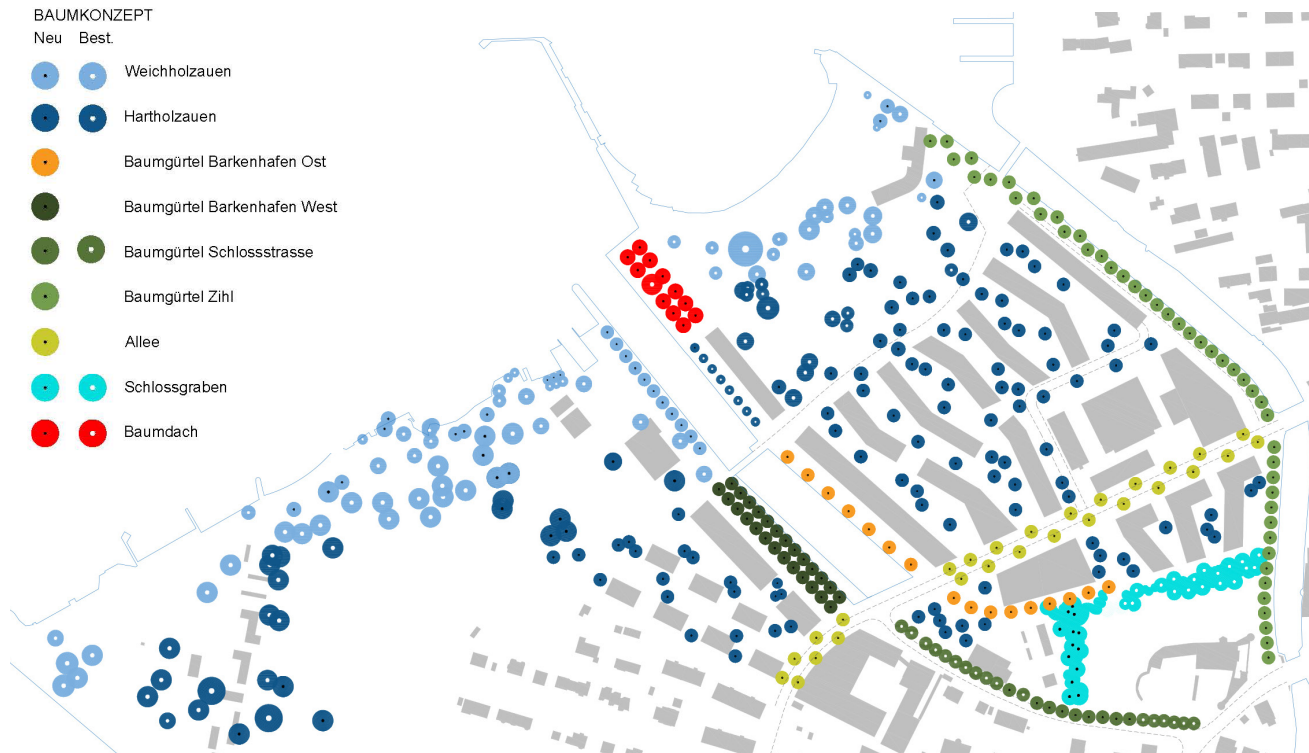 BAUMKONZEPT
Neu Best.
Weichholzauen
Hartholzauen
Baumgürtel Barkenhafen Ost
Baumgürtel Barkenhafen West
Baumgürtel Schlossstrasse
Baumgürtel Zihl
Allee
Schlossgraben
Baumdach